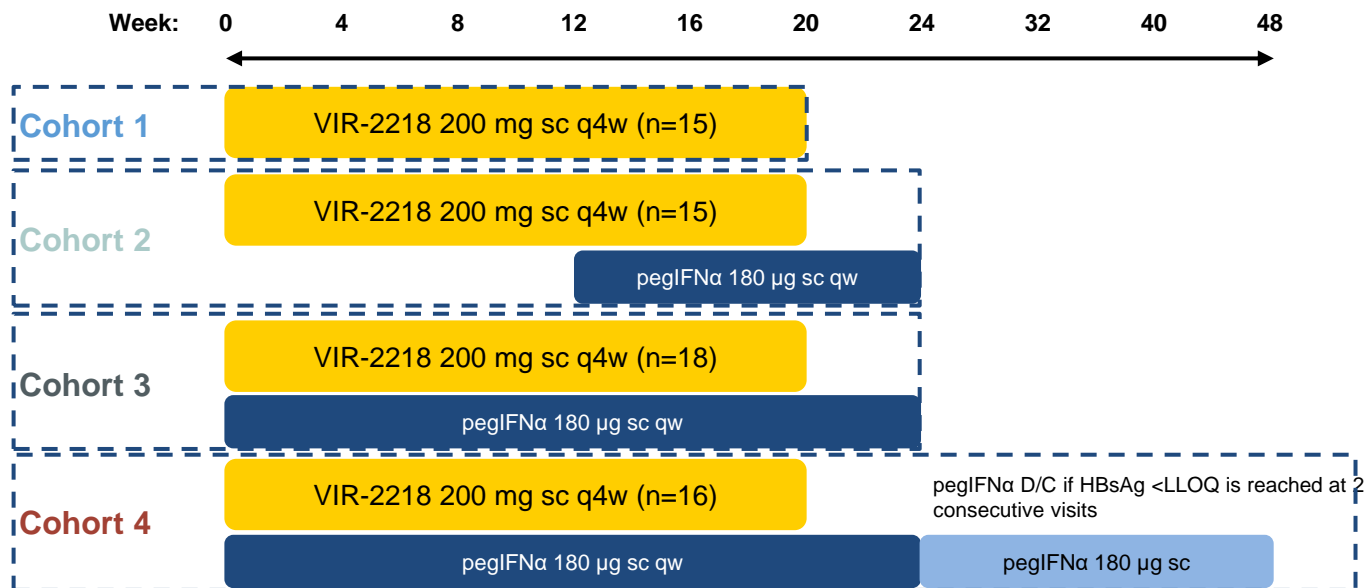 Week: 0 4 8 12 16 20 24 32 40 48
Cohort 1
VIR-2218 200 mg sc q4w (n=15)
Cohort 2
VIR-2218 200 mg sc q4w (n=15)
pegIFNα 180 µg sc qw
Cohort 3
VIR-2218 200 mg sc q4w (n=18)
pegIFNα 180 µg sc qw
Cohort 4
VIR-2218 200 mg sc q4w (n=16)
pegIFNα D/C if HBsAg <LLOQ is reached at 2
consecutive visits
pegIFNα 180 µg sc qw
pegIFNα 180 µg sc